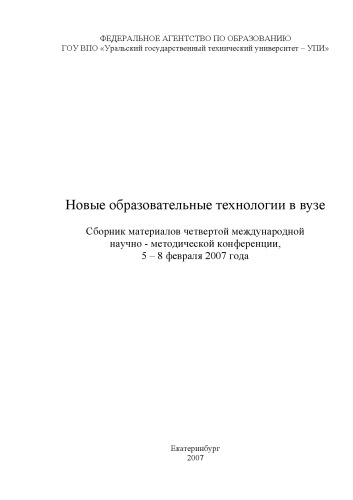 ФЕДЕРАЛЬНОЕ АГЕНТСТВО ПО ОБРАЗОВАНИЮ
ГОУ ВПО «Уральский государственный технический университет – УПИ»
Новые образовательные технологии в вузе
Сборник материалов четвертой международной
научно - методической конференции,
5 – 8 февраля 2007 года
Екатеринбург
2007